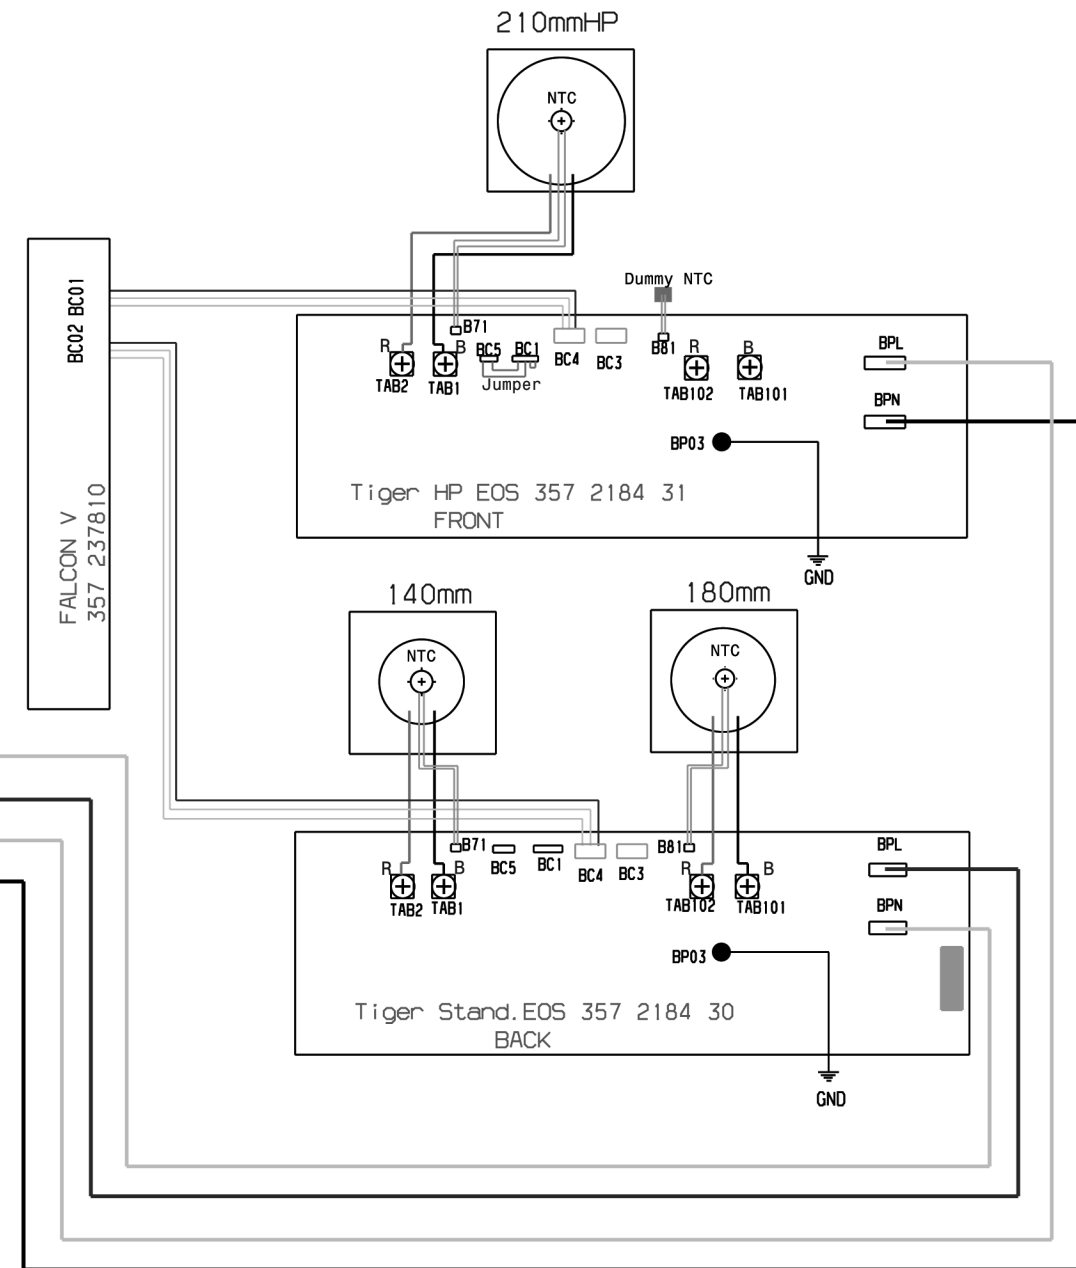 210mmHP
NTC
BC02 BC01
Dummy NTC
B71
R
B
BC5
BC1
BC4
BC3
B81
R
B
BPL
TAB2
TAB1
Jumper
TAB102
TAB101
BPN
BP03
Tiger HP EOS 357 2184 31
FRONT
GND
FALCON V
357 237810
140mm
180mm
NTC
NTC
B71
BC5
BC1
BC4
BC3
B81
BPL
R
B
R
B
TAB2
TAB1
TAB102
TAB101
BPN
BP03
Tiger Stand.EOS 357 2184 30
BACK
GND